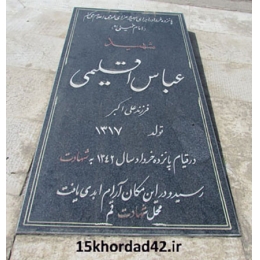 شهید
عباس اقلیمی
فرزند علی اکبر
تولد ۱۳۱۷
در قیام پانزده خرداد سال ۱۳۴۲ به شهادت
رسید و در این مکان آرام ابدی یافت
محل شهادت قم
15khordad42.ir